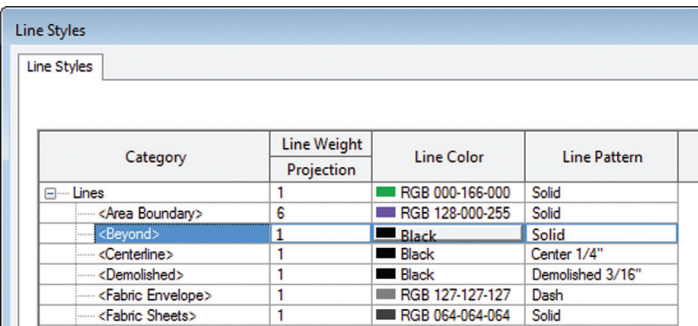 Line Styles
Line Styles
Category Line Weight Line Color Line Pattern
Projection
Lines 1 RGB 000-166-000 Solid
<Area Boundary> 6 RGB 128-000-255 Solid
<Beyond> 1 Black Solid
<Centerline> 1 Black Center 1/4"
<Demolished> 1 Black Demolished 3/16"
<Fabric Envelope> 1 RGB 127-127-127 Dash
<Fabric Sheets> 1 RGB 064-064-064 Solid